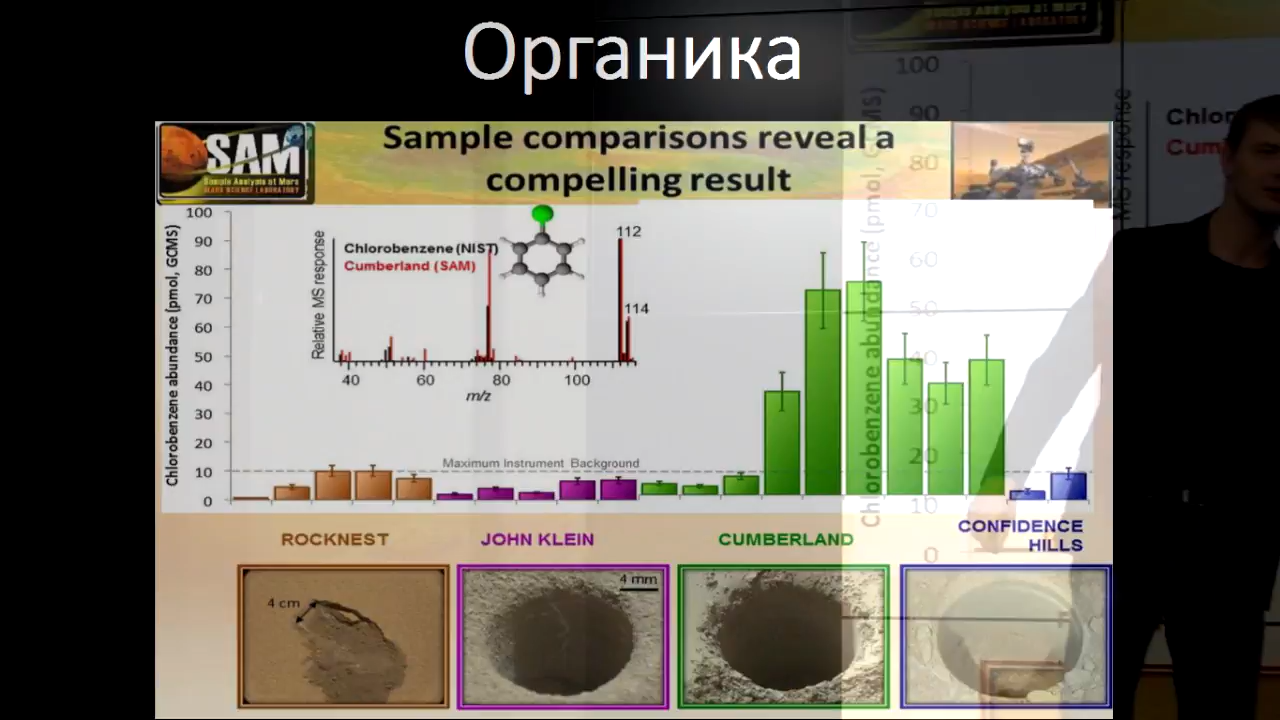 Органика
SAM
Sample Analysis at Mars
MARS SCIENCE LABORATORY
Sample comparisons reveal a
compelling result
Chlorobenzene abundance (pmol, GCMS)
100
90
80
70
60
50
40
30
20
10
0
Relative MS response
Chlorobenzene (NIST)
Cumberland (SAM)
112
114
40
60
80
100
m/z
Maximum Instrument Background
ROCKNEST
JOHN KLEIN
CUMBERLAND
CONFIDENCE
HILLS
4 cm
4 mm
100
90
80
70
60
50
40
30
20
10
0
Chlorobenzene abundance (pmol, GCMS)
MS response